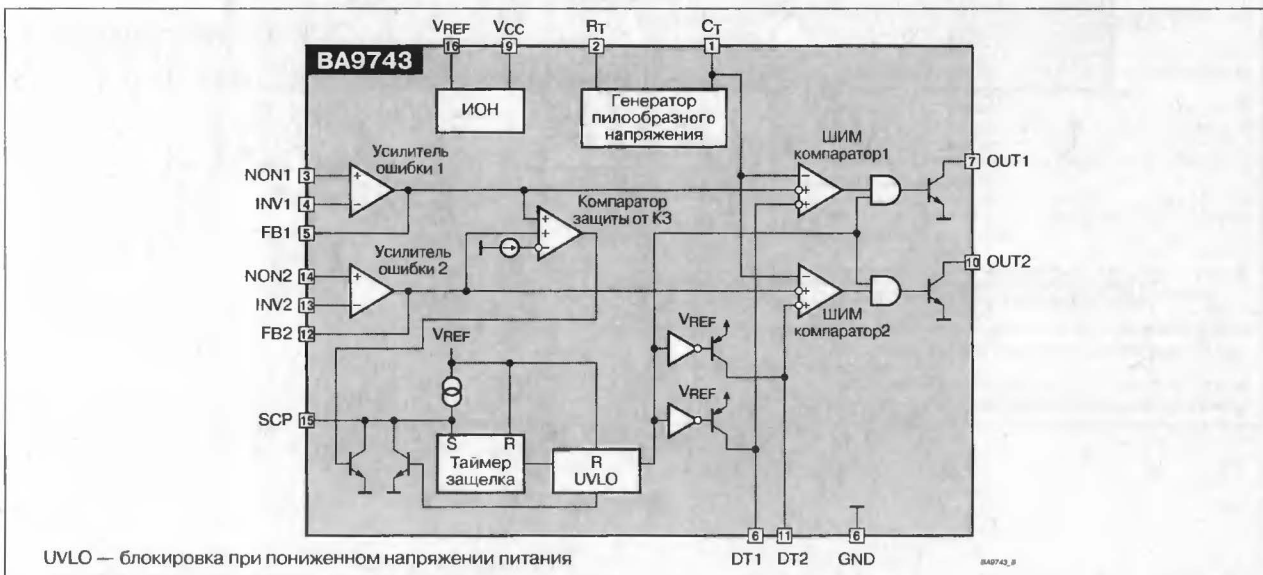 VREF VCC RT CT
16 9 2 1
BA9743
ИОН
Генератор
пилообразного
напряжения
ШИМ
компаратор1
7 OUT1
Усилитель
ошибки 1
NON1 3
INV1 4
FB1 5
+
−
Компаратор
защиты от КЗ
+
+
−
+
+
Усилитель
ошибки 2
NON2 14
INV2 13
FB2 12
+
−
10 OUT2
−
+
+
ШИМ
компаратор2
VREF
VREF
VREF
SCP 15
S R
Таймер
защелка
R
UVLO
6 11 6
DT1 DT2 GND
UVLO — блокировка при пониженном напряжении питания
BA9743_B